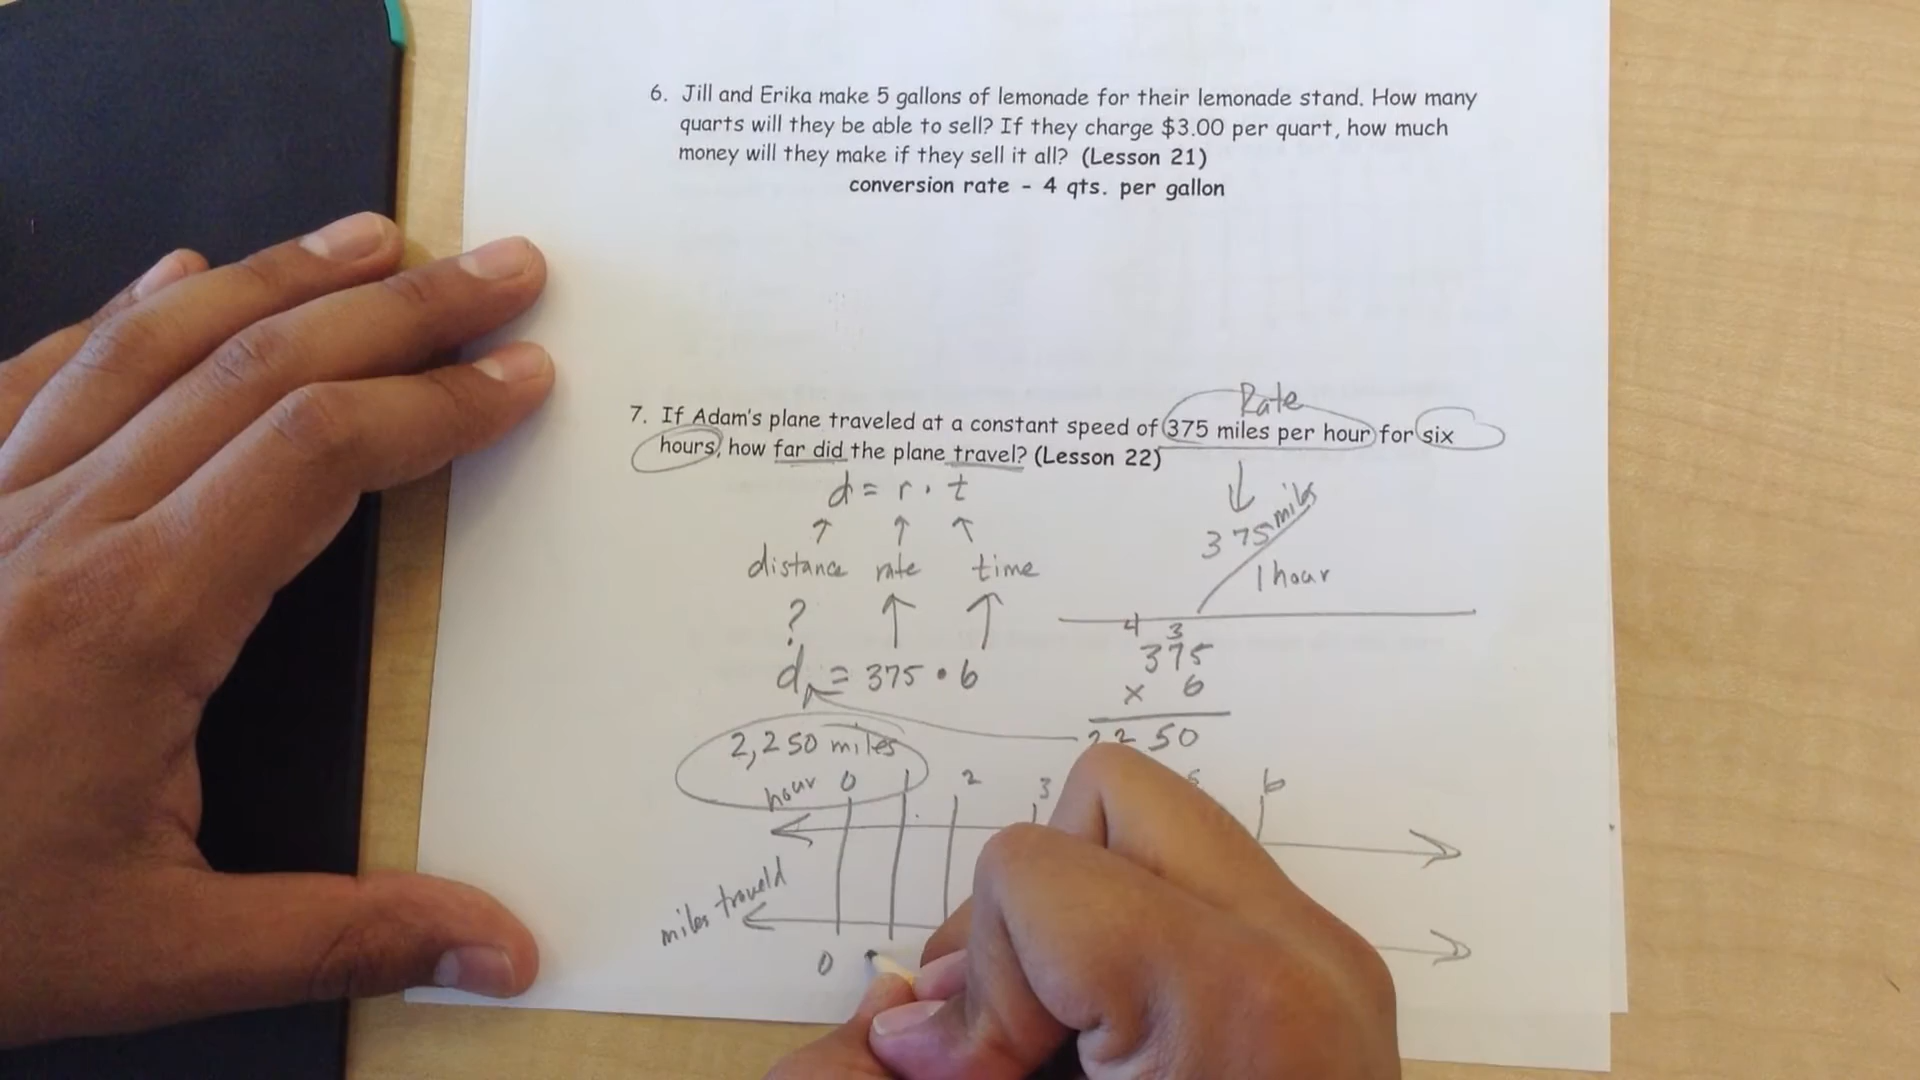 6. Jill and Erika make 5 gallons of lemonade for their lemonade stand. How many
quarts will they be able to sell? If they charge $3.00 per quart, how much
money will they make if they sell it all? (Lesson 21)
conversion rate - 4 qts. per gallon
Rate
7. If Adam's plane traveled at a constant speed of 375 miles per hour for six
hours, how far did the plane travel? (Lesson 22)
d = r · t
375 miles
distance rate time
1 hour
?
4 3
375
d = 375 • 6
x 6
2250
2,250 miles
hour 0 1 2 3 5 6
miles traveld
0